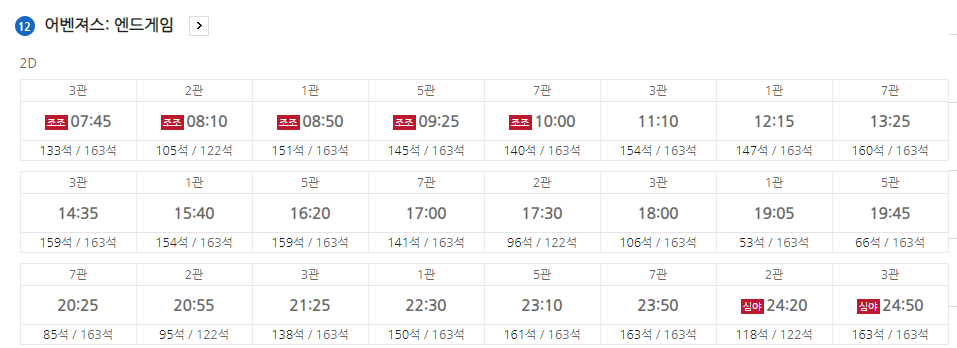 12 어벤져스: 엔드게임
2D
3관 2관 1관 5관 7관 3관 1관 7관
조조 07:45 조조 08:10 조조 08:50 조조 09:25 조조 10:00 11:10 12:15 13:25
133석 / 163석 105석 / 122석 151석 / 163석 145석 / 163석 140석 / 163석 154석 / 163석 147석 / 163석 160석 / 163석
3관 1관 5관 7관 2관 3관 1관 5관
14:35 15:40 16:20 17:00 17:30 18:00 19:05 19:45
159석 / 163석 154석 / 163석 159석 / 163석 141석 / 163석 96석 / 122석 106석 / 163석 53석 / 163석 66석 / 163석
7관 2관 3관 1관 5관 7관 2관 3관
20:25 20:55 21:25 22:30 23:10 23:50 심야 24:20 심야 24:50
85석 / 163석 95석 / 122석 138석 / 163석 150석 / 163석 161석 / 163석 163석 / 163석 118석 / 122석 163석 / 163석